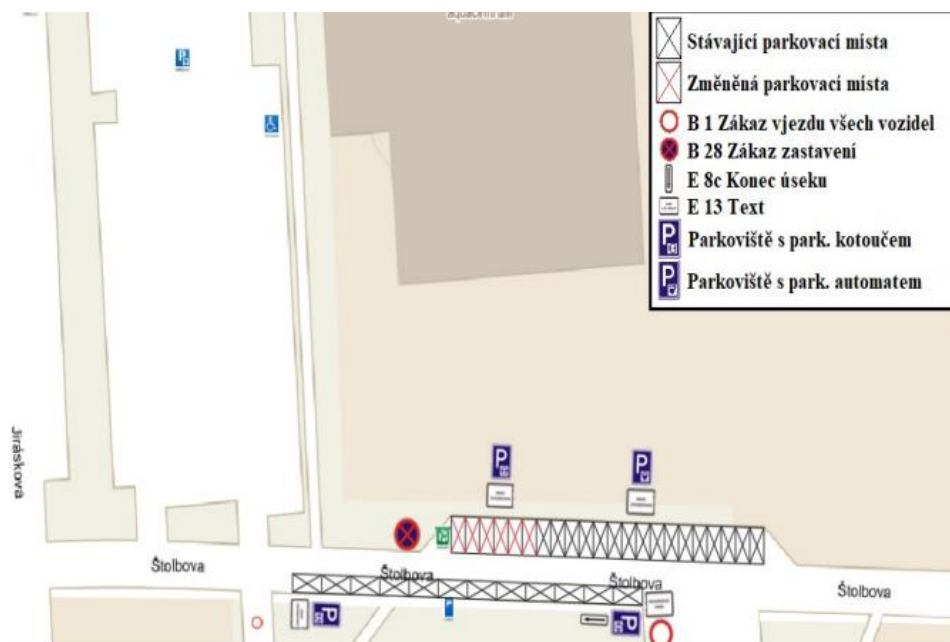 aquacentrum
Stávající parkovací místa
Změněná parkovací místa
B 1 Zákaz vjezdu všech vozidel
B 28 Zákaz zastavení
E 8c Konec úseku
E 13 Text
P
Parkoviště s park. kotoučem
P
Parkoviště s park. automatem
P
Jiráskova
P
P
Štolbova
Štolbova
Štolbova
Štolbova
P
P